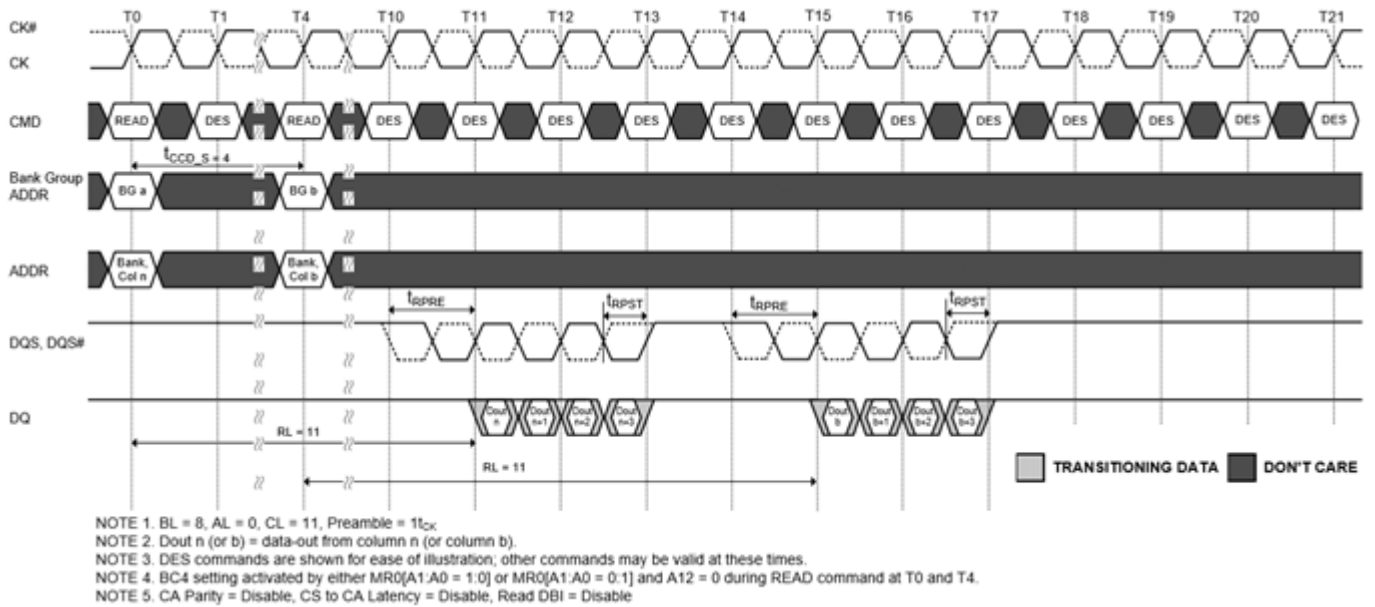 T0 T1 T4 T10 T11 T12 T13 T14 T15 T16 T17 T18 T19 T20 T21
CK#
CK
CMD READ DES READ DES DES DES DES DES DES DES DES DES DES DES DES
tCCD_S = 4
Bank Group
ADDR
BG a BG b
ADDR
Bank,
Col n
Bank,
Col b
tRPRE tRPST tRPRE tRPST
DQS, DQS#
DQ
Dout
n
Dout
n=1
Dout
n=2
Dout
n=3
Dout
b
Dout
b=1
Dout
b=2
Dout
b=3
RL = 11
RL = 11
TRANSITIONING DATA DON'T CARE
NOTE 1. BL = 8, AL = 0, CL = 11, Preamble = 1tCK
NOTE 2. Dout n (or b) = data-out from column n (or column b).
NOTE 3. DES commands are shown for ease of illustration; other commands may be valid at these times.
NOTE 4. BC4 setting activated by either MR0[A1:A0 = 1:0] or MR0[A1:A0 = 0:1] and A12 = 0 during READ command at T0 and T4.
NOTE 5. CA Parity = Disable, CS to CA Latency = Disable, Read DBI = Disable